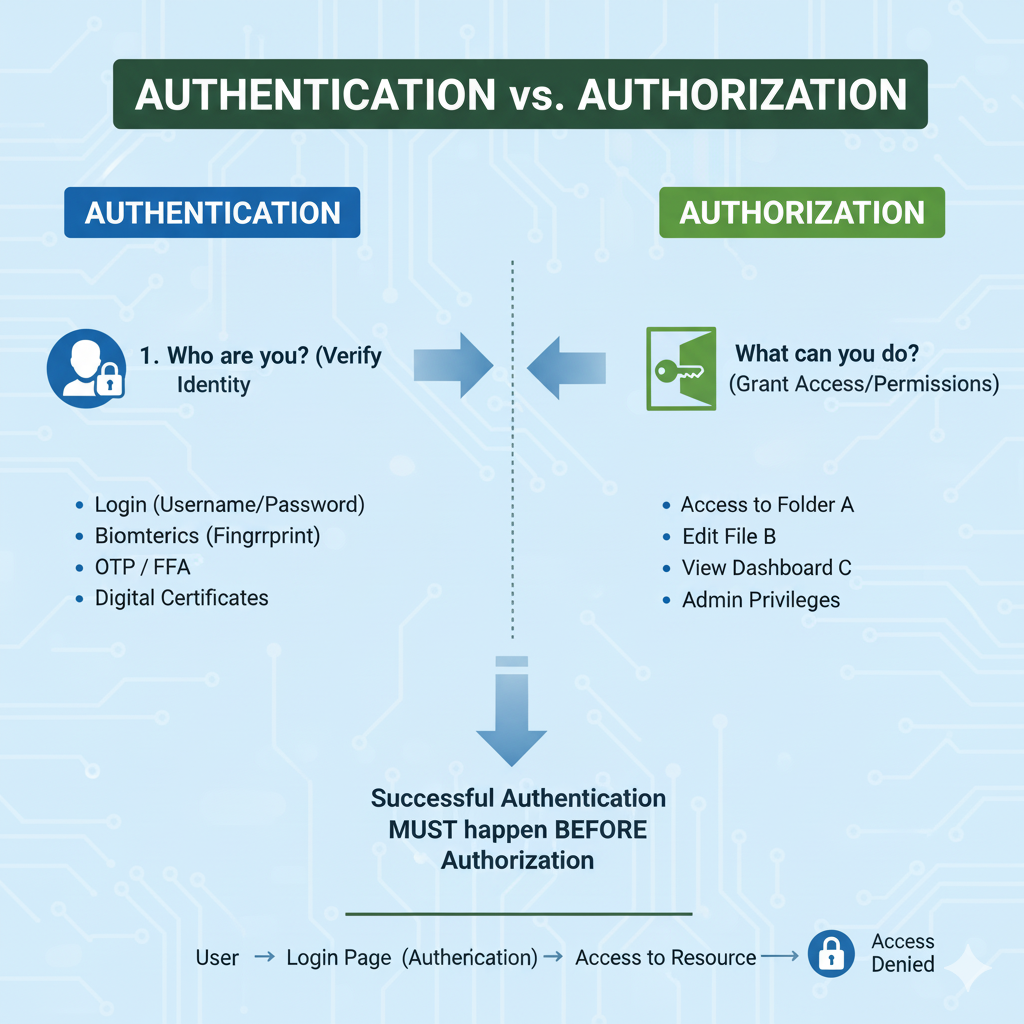 AUTHENTICATION vs. AUTHORIZATION
AUTHENTICATION
AUTHORIZATION
1. Who are you? (Verify
Identity
What can you do?
(Grant Access/Permissions)
• Login (Username/Password)
• Biomterics (Fingrrprint)
• OTP / FFA
• Digital Certificates
• Access to Folder A
• Edit File B
• View Dashboard C
• Admin Privileges
Successful Authentication
MUST happen BEFORE
Authorization
User → Login Page (Authenication) → Access to Resource → Access
Denied